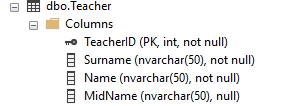 dbo.Teacher
Columns
TeacherID (PK, int, not null)
Surname (nvarchar(50), not null)
Name (nvarchar(50), not null)
MidName (nvarchar(50), null)